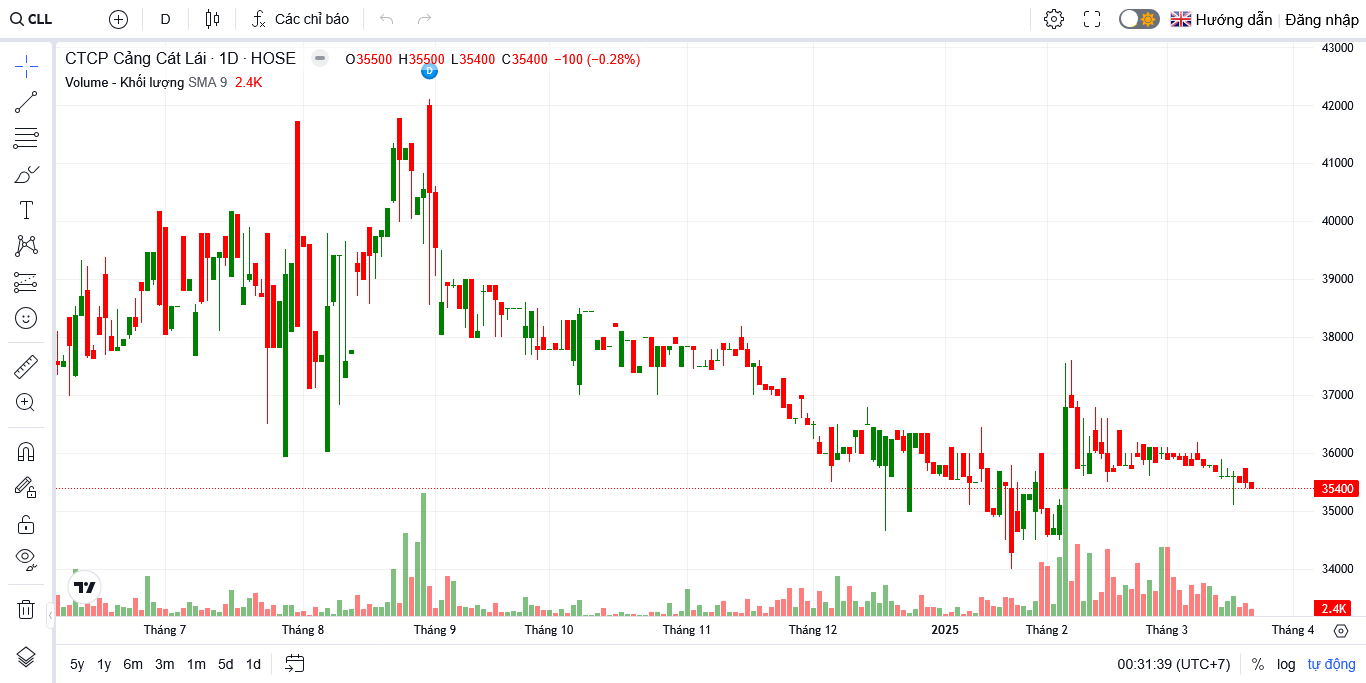 CLL D Các chỉ báo Hướng dẫn Đăng nhập
CTCP Cảng Cát Lái · 1D · HOSE O35500 H35500 L35400 C35400 −100 (−0.28%)
D
Volume - Khối lượng SMA 9 2.4K
43000
42000
41000
40000
39000
38000
37000
36000
35400
35000
34000
2.4K
Tháng 7 Tháng 8 Tháng 9 Tháng 10 Tháng 11 Tháng 12 2025 Tháng 2 Tháng 3 Tháng 4
5y 1y 6m 3m 1m 5d 1d 00:31:39 (UTC+7) % log tự động